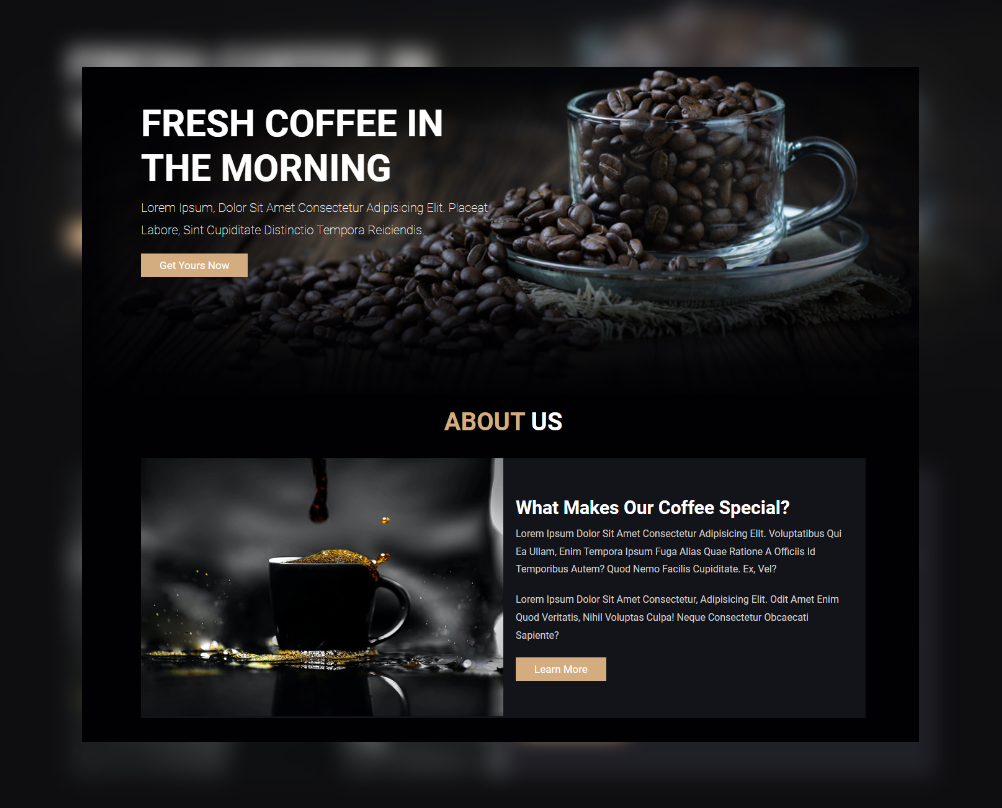 FRESH COFFEE IN
THE MORNING
Lorem Ipsum, Dolor Sit Amet Consectetur Adipisicing Elit. Placeat
Labore, Sint Cupiditate Distinctio Tempora Reiciendis.
Get Yours Now
ABOUT US
What Makes Our Coffee Special?
Lorem Ipsum Dolor Sit Amet Consectetur Adipisicing Elit. Voluptatibus Qui
Ea Ullam, Enim Tempora Ipsum Fuga Alias Quae Ratione A Officiis Id
Temporibus Autem? Quod Nemo Facilis Cupiditate. Ex, Vel?
Lorem Ipsum Dolor Sit Amet Consectetur, Adipisicing Elit. Odit Amet Enim
Quod Veritatis, Nihil Voluptas Culpa! Neque Consectetur Obcaecati
Sapiente?
Learn More